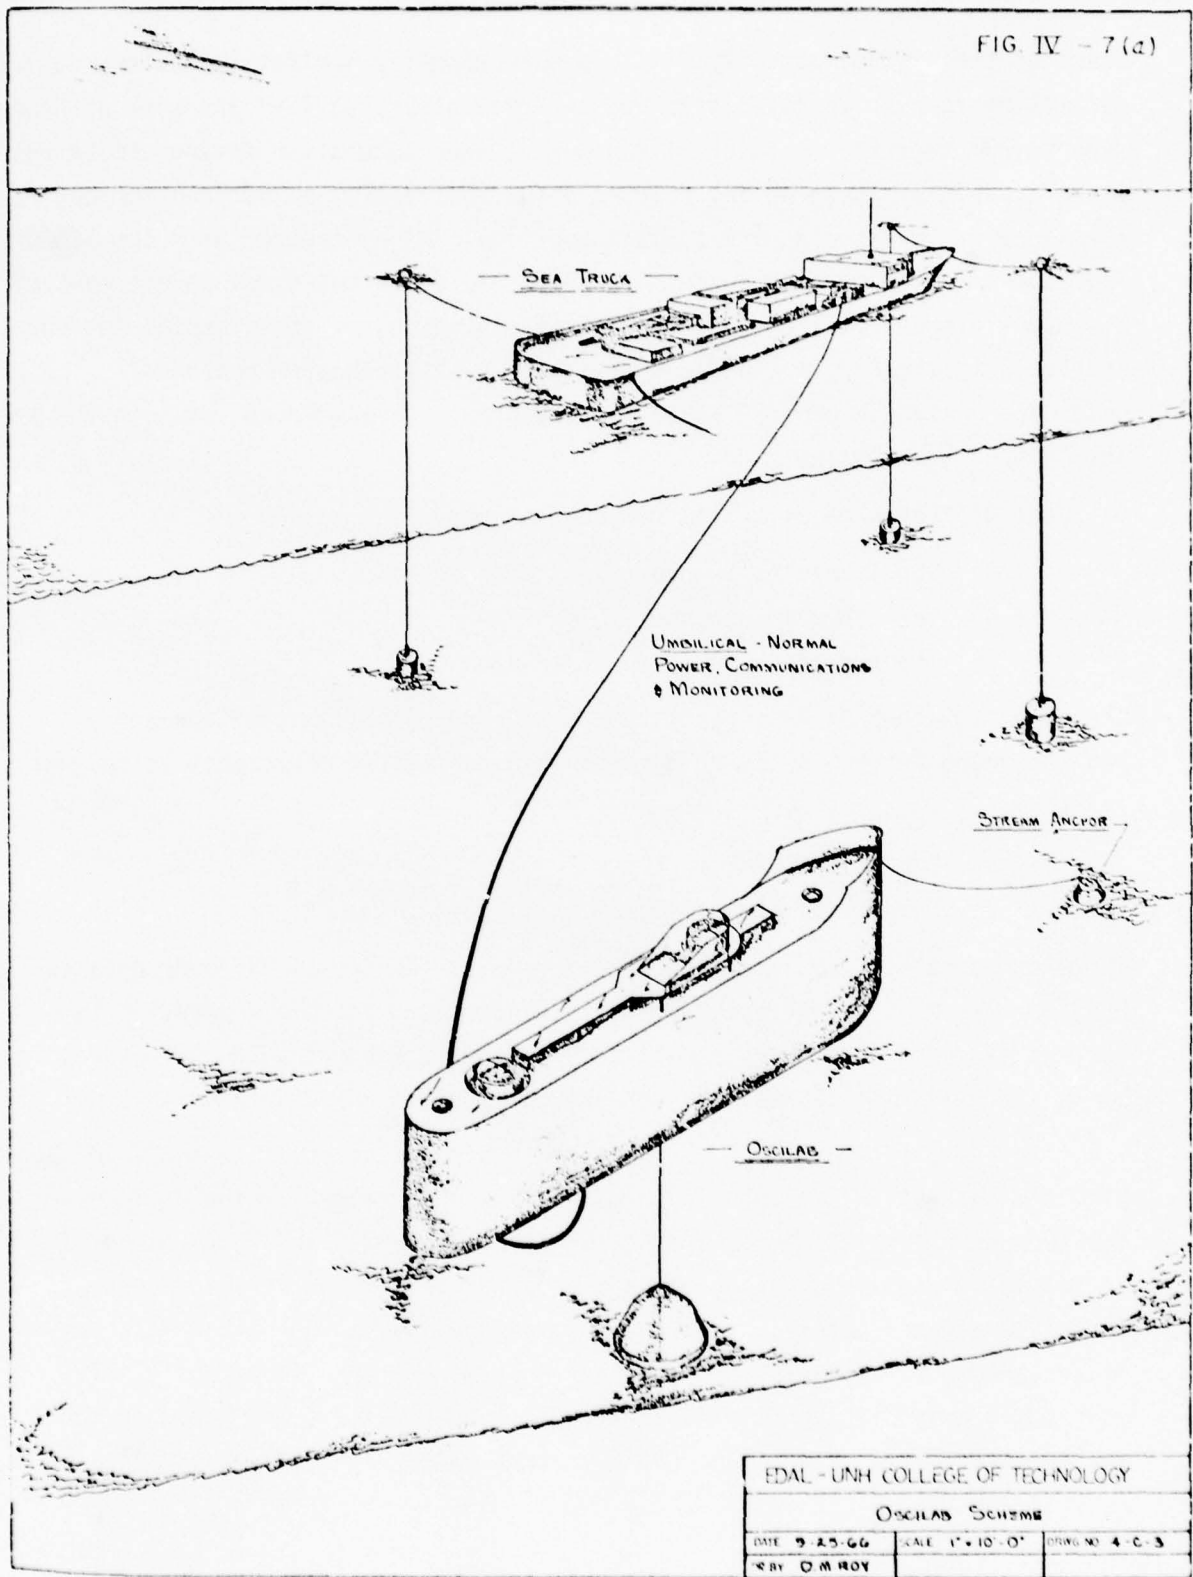 FIG. IV - 7(a)
SEA TRUCK
UMBILICAL - NORMAL
POWER, COMMUNICATIONS
& MONITORING
STREAM ANCHOR
OSCILAB
EDAL - UNH COLLEGE OF TECHNOLOGY
OSCILAB SCHEME
DATE 9-25-66 SCALE 1" = 10'-0" DRWG NO 4-C-3
DR BY D.M. ROY